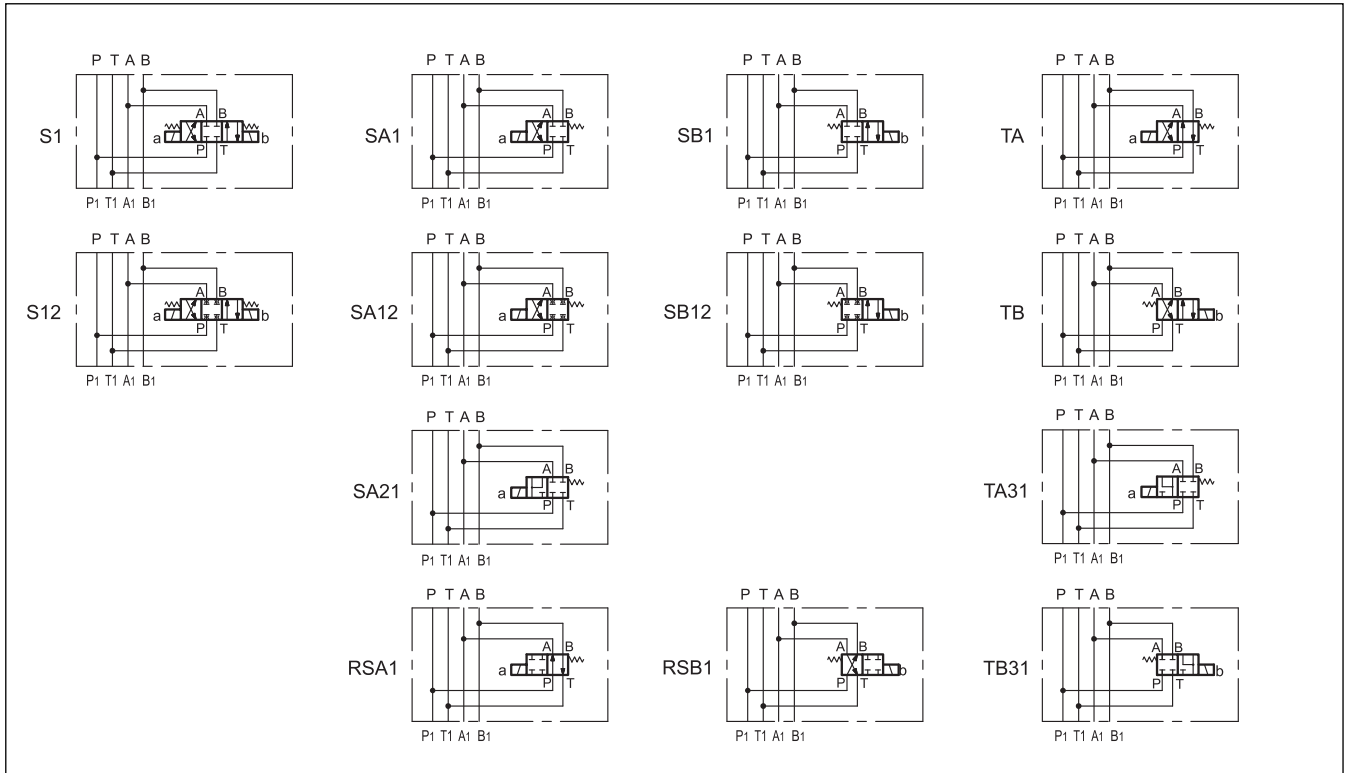 P T A B
A B
S1
a
b
P T
P1 T1 A1 B1
P T A B
A B
SA1
a
P T
P1 T1 A1 B1
P T A B
A B
SB1
b
P T
P1 T1 A1 B1
P T A B
A B
TA
a
P T
P1 T1 A1 B1
P T A B
A B
S12
a
b
P T
P1 T1 A1 B1
P T A B
A B
SA12
a
P T
P1 T1 A1 B1
P T A B
A B
SB12
b
P T
P1 T1 A1 B1
P T A B
A B
TB
b
P T
P1 T1 A1 B1
P T A B
A B
SA21
a
P T
P1 T1 A1 B1
P T A B
A B
TA31
a
P T
P1 T1 A1 B1
P T A B
A B
RSA1
a
P T
P1 T1 A1 B1
P T A B
A B
RSB1
b
P T
P1 T1 A1 B1
P T A B
A B
TB31
b
P T
P1 T1 A1 B1